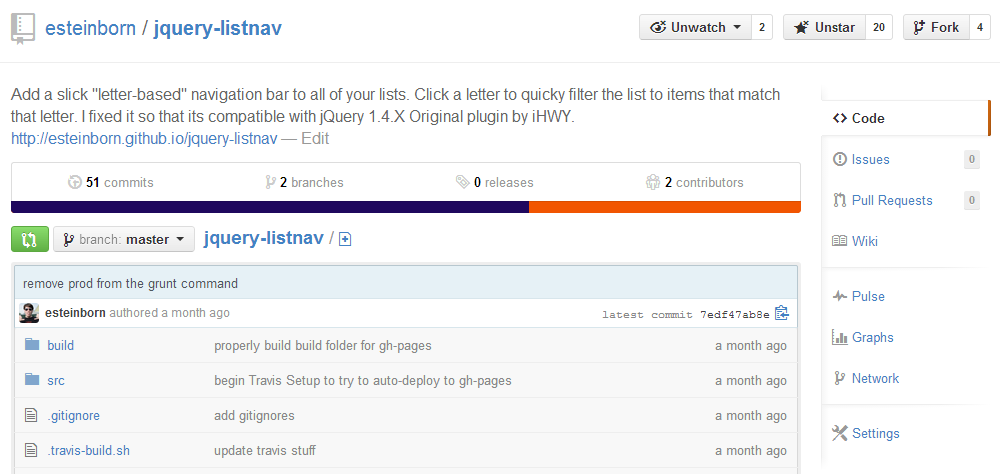 esteinborn / jquery-listnav
Unwatch 2 Unstar 20 Fork 4
Add a slick "letter-based" navigation bar to all of your lists. Click a letter to quicky filter the list to items that match
that letter. I fixed it so that its compatible with jQuery 1.4.X Original plugin by iHWY.
http://esteinborn.github.io/jquery-listnav — Edit
51 commits 2 branches 0 releases 2 contributors
branch: master jquery-listnav /
remove prod from the grunt command
esteinborn authored a month ago latest commit 7edf47ab8e
build properly build build folder for gh-pages a month ago
src begin Travis Setup to try to auto-deploy to gh-pages a month ago
.gitignore add gitignores a month ago
.travis-build.sh update travis stuff a month ago
Code
Issues 0
Pull Requests 0
Wiki
Pulse
Graphs
Network
Settings